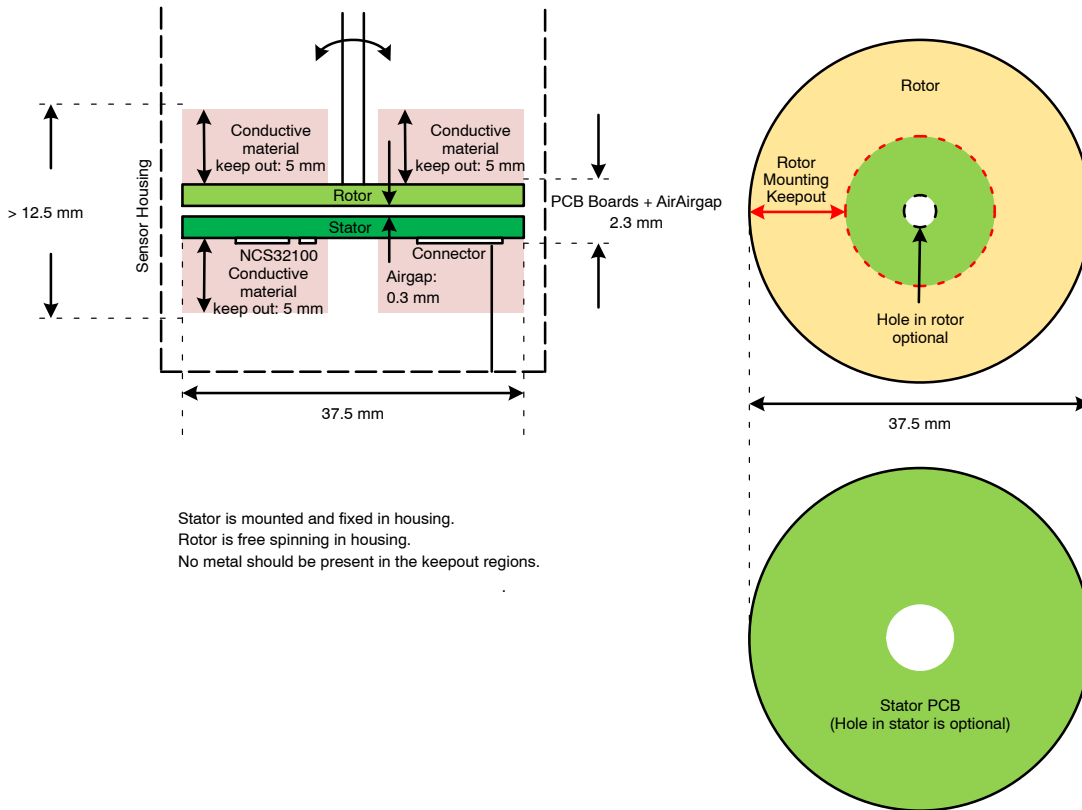 Conductive
material
keep out: 5 mm
Conductive
material
keep out: 5 mm
> 12.5 mm
Sensor Housing
Rotor
Stator
PCB Boards + AirAirgap
2.3 mm
NCS32100
Conductive
material
keep out: 5 mm
Connector
Airgap:
0.3 mm
37.5 mm
Rotor
Rotor
Mounting
Keepout
Hole in rotor
optional
37.5 mm
Stator is mounted and fixed in housing.
Rotor is free spinning in housing.
No metal should be present in the keepout regions.
.
Stator PCB
(Hole in stator is optional)